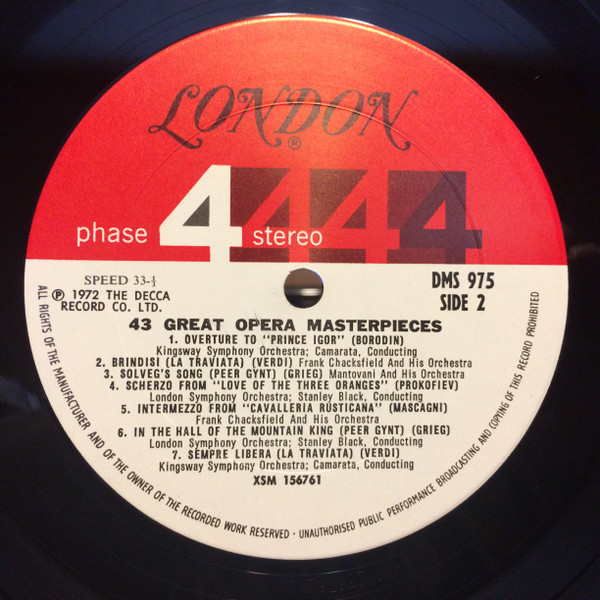 LONDON
®
phase 4 stereo
444
SPEED 33-⅓
℗ 1972 THE DECCA
RECORD CO. LTD.
DMS 975
SIDE 2
43 GREAT OPERA MASTERPIECES
1. OVERTURE TO "PRINCE IGOR" (BORODIN)
Kingsway Symphony Orchestra; Camarata, Conducting
2. BRINDISI (LA TRAVIATA) (VERDI) Frank Chacksfield And His Orchestra
3. SOLVEG'S SONG (PEER GYNT) (GRIEG) Mantovani And His Orchestra
4. SCHERZO FROM "LOVE OF THE THREE ORANGES" (PROKOFIEV)
London Symphony Orchestra; Stanley Black, Conducting
5. INTERMEZZO FROM "CAVALLERIA RUSTICANA" (MASCAGNI)
Frank Chacksfield And His Orchestra
6. IN THE HALL OF THE MOUNTAIN KING (PEER GYNT) (GRIEG)
London Symphony Orchestra; Stanley Black, Conducting
7. SEMPRE LIBERA (LA TRAVIATA) (VERDI)
Kingsway Symphony Orchestra; Camarata, Conducting
XSM 156761
ALL RIGHTS OF THE MANUFACTURER AND OF THE OWNER OF THE RECORDED WORK RESERVED · UNAUTHORISED PUBLIC PERFORMANCE BROADCASTING AND COPYING OF THIS RECORD PROHIBITED